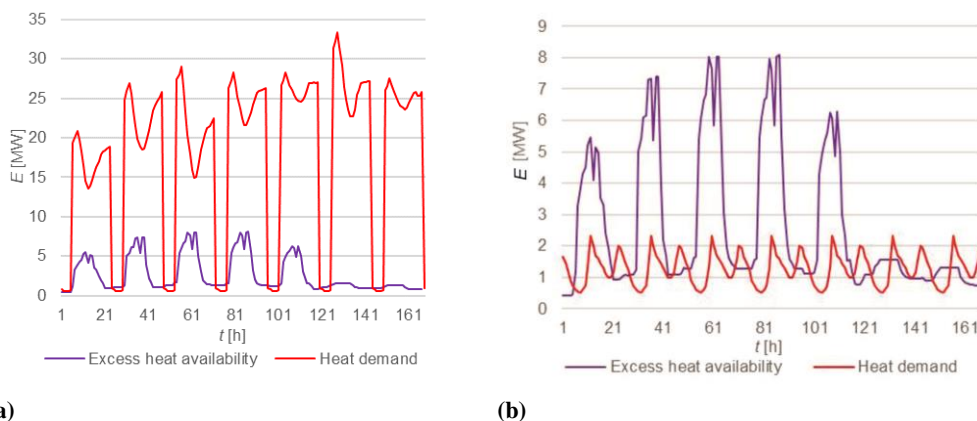 35
30
25
20
15
10
5
0
E [MW]
1 21 41 61 81 101 121 141 161
t [h]
Excess heat availability Heat demand
a)
9
8
7
6
5
4
3
2
1
0
E [MW]
1 21 41 61 81 101 121 141 161
t [h]
Excess heat availability Heat demand
(b)